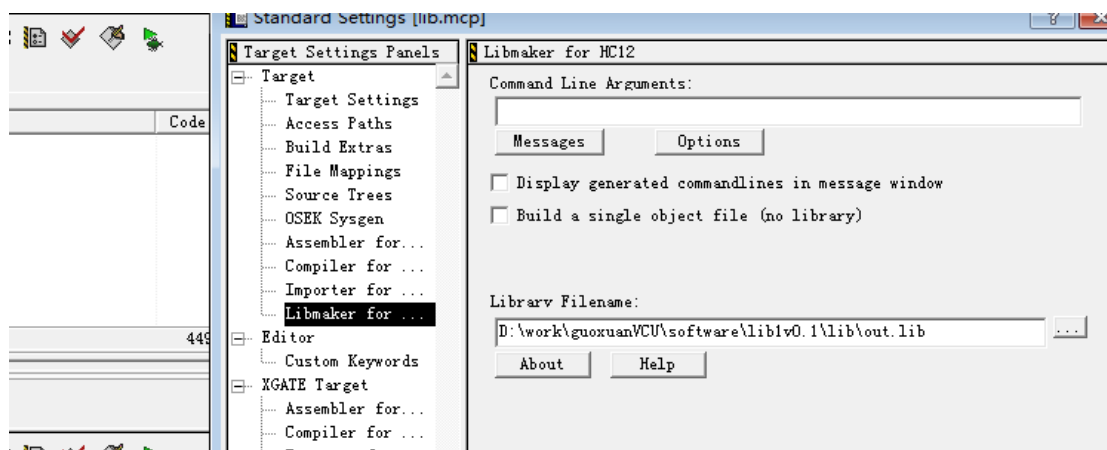 Standard Settings [lib.mcp]
Target Settings Panels
Libmaker for HC12
Target
Target Settings
Access Paths
Build Extras
File Mappings
Source Trees
OSEK Sysgen
Assembler for...
Compiler for ...
Importer for ...
Libmaker for ...
Editor
Custom Keywords
XGATE Target
Assembler for...
Compiler for ...
Code
449
Command Line Arguments:
Messages
Options
Display generated commandlines in message window
Build a single object file (no library)
Library Filename:
D:\work\guoxuanVCU\software\lib1v0.1\lib\out.lib
...
About
Help